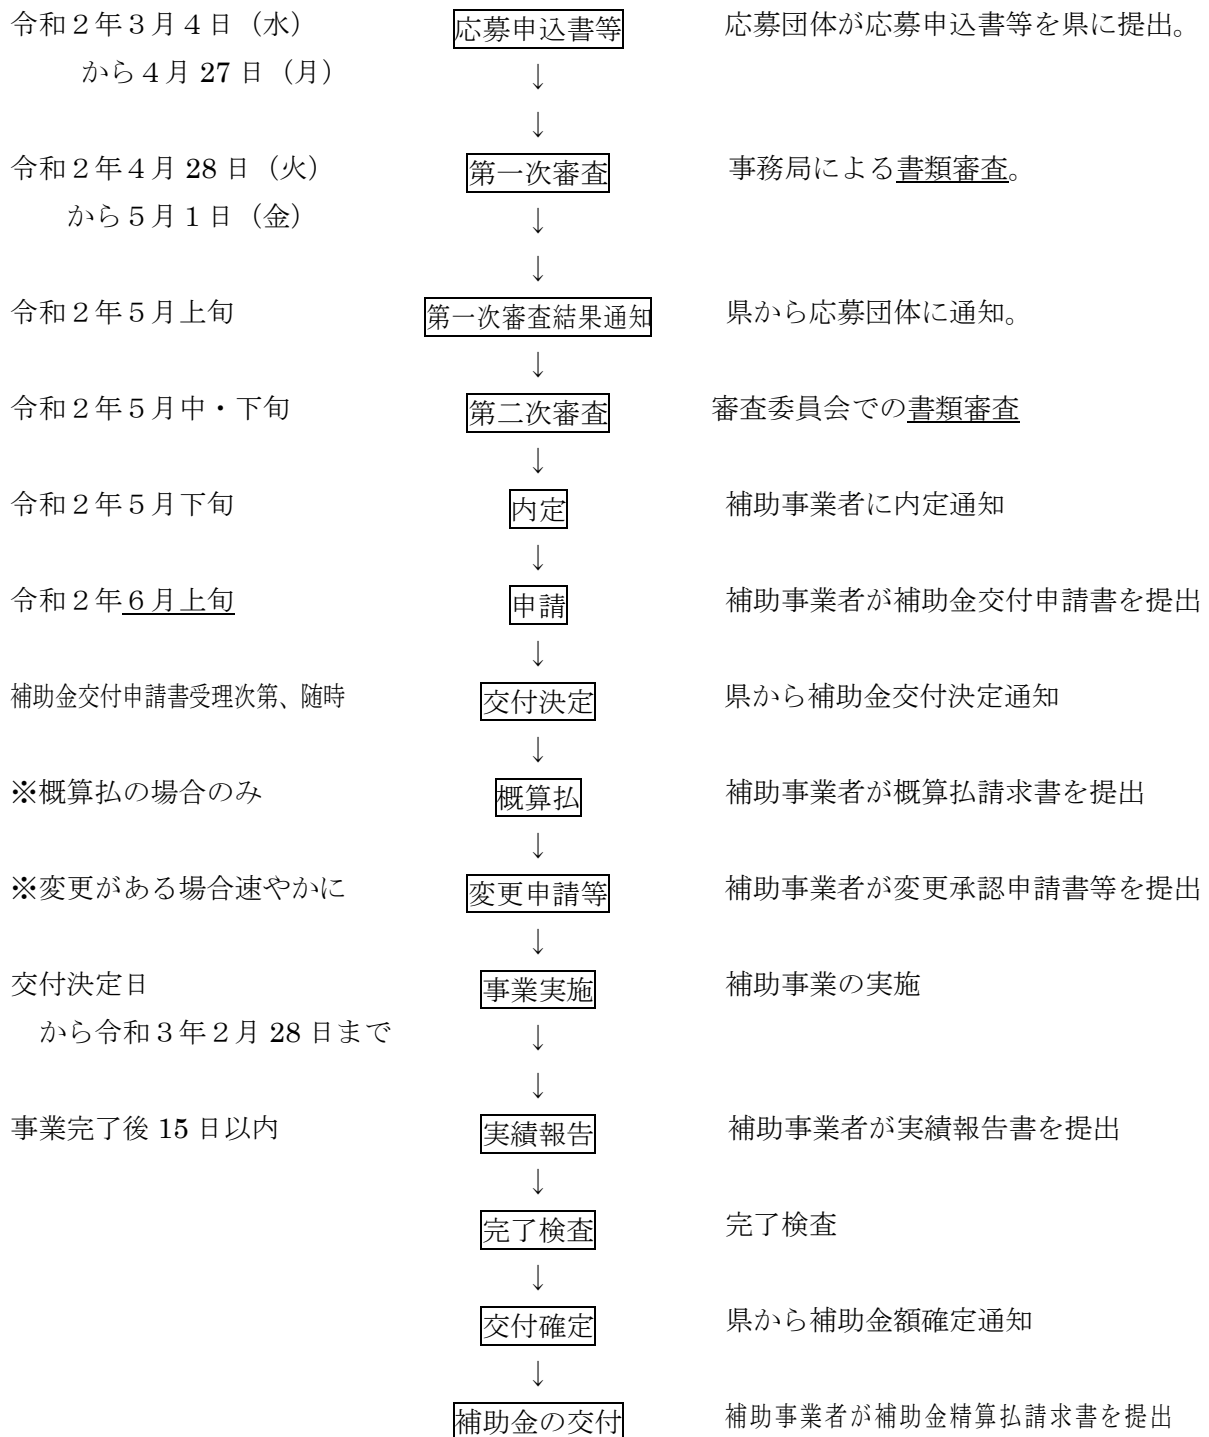 令和２年３月４日（水） 応募申込書等 応募団体が応募申込書等を県に提出。
から４月 27 日（月） ↓
↓
令和２年４月 28 日（火） 第一次審査 事務局による書類審査。
から５月１日（金） ↓
↓
令和２年５月上旬 第一次審査結果通知 県から応募団体に通知。
↓
令和２年５月中・下旬 第二次審査 審査委員会での書類審査
↓
令和２年５月下旬 内定 補助事業者に内定通知
↓
令和２年６月上旬 申請 補助事業者が補助金交付申請書を提出
↓
補助金交付申請書受理次第、随時 交付決定 県から補助金交付決定通知
↓
※概算払の場合のみ 概算払 補助事業者が概算払請求書を提出
↓
※変更がある場合速やかに 変更申請等 補助事業者が変更承認申請書等を提出
↓
交付決定日 事業実施 補助事業の実施
から令和３年２月 28 日まで ↓
↓
事業完了後 15 日以内 実績報告 補助事業者が実績報告書を提出
↓
完了検査 完了検査
↓
交付確定 県から補助金額確定通知
↓
補助金の交付 補助事業者が補助金精算払請求書を提出